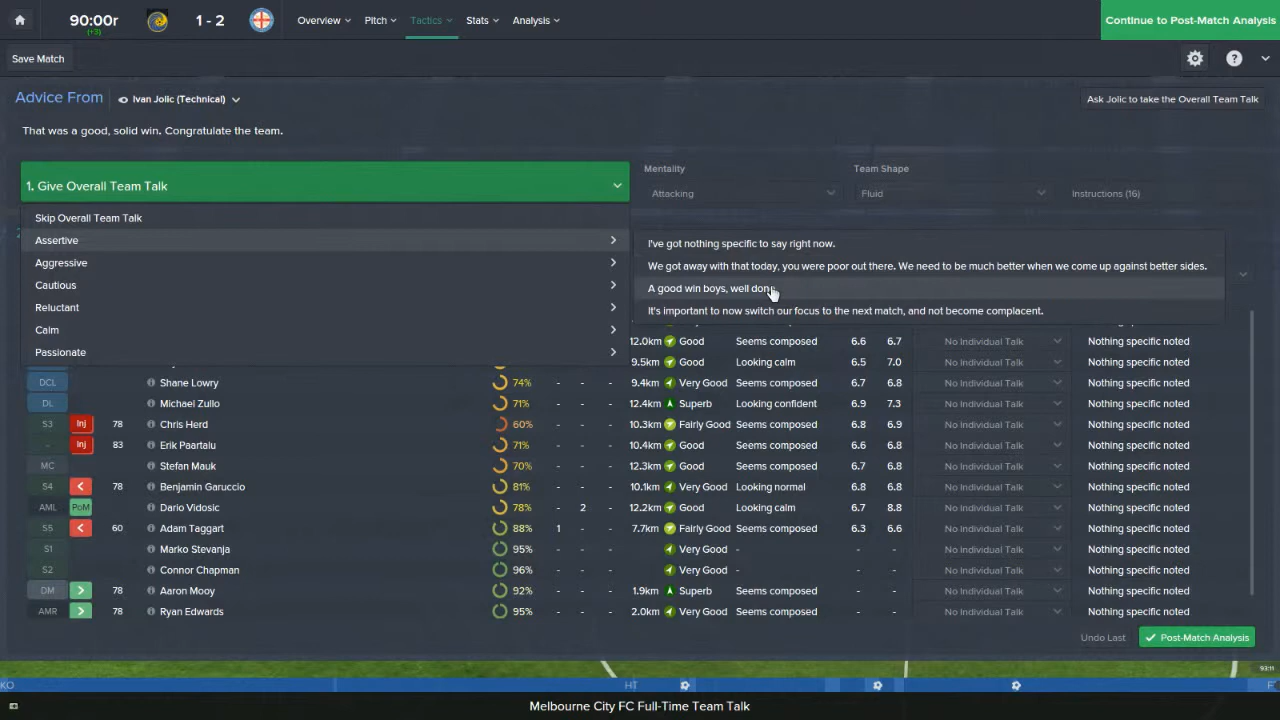 90:00r 1 - 2 Overview Pitch Tactics Stats Analysis Continue to Post-Match Analysis
(+3)
Save Match
Advice From Ivan Jolic (Technical) Ask Jolic to take the Overall Team Talk
That was a good, solid win. Congratulate the team.
Mentality Team Shape
1. Give Overall Team Talk Attacking Fluid Instructions (16)
Skip Overall Team Talk
Assertive I've got nothing specific to say right now.
Aggressive We got away with that today, you were poor out there. We need to be much better when we come up against better sides.
Cautious A good win boys, well done.
Reluctant It's important to now switch our focus to the next match, and not become complacent.
Calm 12.0km Good Seems composed 6.6 6.7 No Individual Talk Nothing specific noted
Passionate 9.5km Good Looking calm 6.5 7.0 No Individual Talk Nothing specific noted
DCL Shane Lowry 74% - - - 9.4km Very Good Seems composed 6.7 6.8 No Individual Talk Nothing specific noted
DL Michael Zullo 71% - - - 12.4km Superb Looking confident 6.9 7.3 No Individual Talk Nothing specific noted
S3 Inj 78 Chris Herd 60% - - - 10.3km Fairly Good Seems composed 6.8 6.9 No Individual Talk Nothing specific noted
- Inj 83 Erik Paartalu 71% - - - 10.4km Good Seems composed 6.6 6.8 No Individual Talk Nothing specific noted
MC Stefan Mauk 70% - - - 12.3km Good Seems composed 6.7 6.8 No Individual Talk Nothing specific noted
S4 78 Benjamin Garuccio 81% - - - 10.1km Very Good Looking normal 6.8 6.8 No Individual Talk Nothing specific noted
AML PoM Dario Vidosic 78% - 2 - 12.2km Good Looking calm 6.7 8.8 No Individual Talk Nothing specific noted
S5 60 Adam Taggart 88% 1 - - 7.7km Fairly Good Seems composed 6.3 6.6 No Individual Talk Nothing specific noted
S1 Marko Stevanja 95% - - - Very Good - - - No Individual Talk Nothing specific noted
S2 Connor Chapman 96% - - - Very Good - - - No Individual Talk Nothing specific noted
DM 78 Aaron Mooy 92% - - - 1.9km Superb Seems composed - - No Individual Talk Nothing specific noted
AMR 78 Ryan Edwards 95% - - - 2.0km Very Good Seems composed - - No Individual Talk Nothing specific noted
Undo Last Post-Match Analysis
93:11
KO HT F
Melbourne City FC Full-Time Team Talk